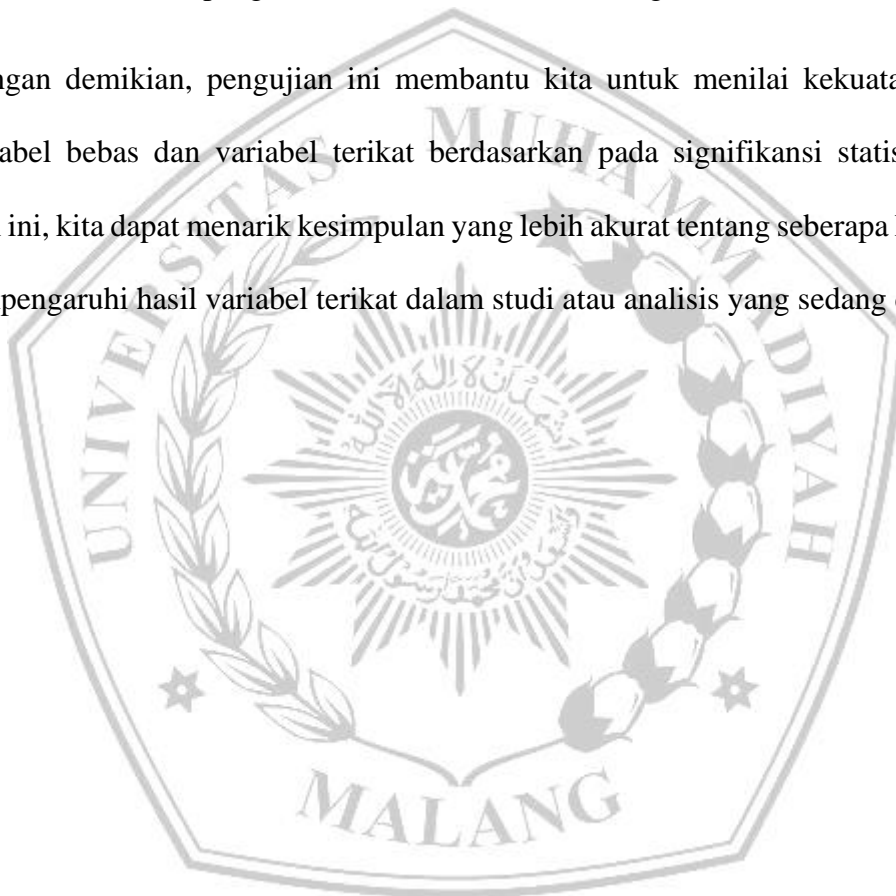 ngan demikian, pengujian ini membantu kita untuk menilai kekuata
abel bebas dan variabel terikat berdasarkan pada signifikansi statis
ini, kita dapat menarik kesimpulan yang lebih akurat tentang seberapa
pengaruhi hasil variabel terikat dalam studi atau analisis yang sedang
UNIVERSITAS MUHAMMADIYAH
MALANG